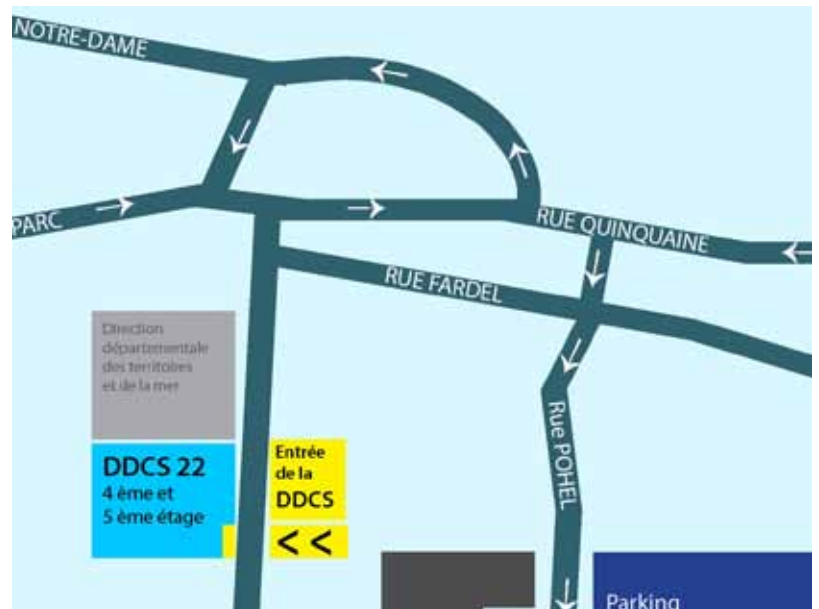 NOTRE-DAME
PARC
RUE QUINQUAINE
RUE FARDEL
Direction
départementale
des territoires
et de la mer
DDCS 22
4 ème et
5 ème étage
Entrée
de la
DDCS
< <
Rue POHEL
Parking